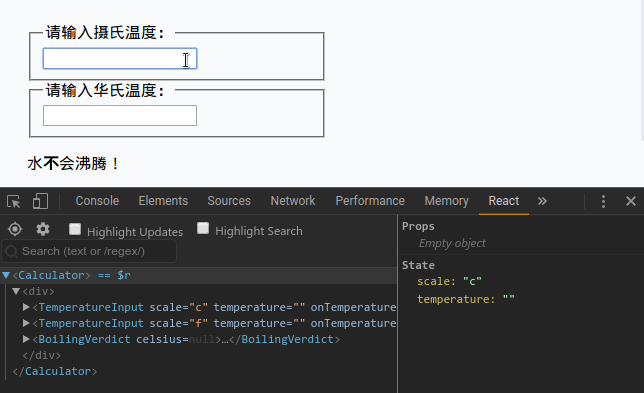 请输入摄氏温度：
请输入华氏温度：
水不会沸腾！
Console Elements Sources Network Performance Memory React »
Highlight Updates Highlight Search
Search (text or /regex/)
<Calculator> == $r
<div>
<TemperatureInput scale="c" temperature="" onTemperature
<TemperatureInput scale="f" temperature="" onTemperature
<BoilingVerdict celsius=null>…</BoilingVerdict>
</div>
</Calculator>
Props
Empty object
State
scale: "c"
temperature: ""